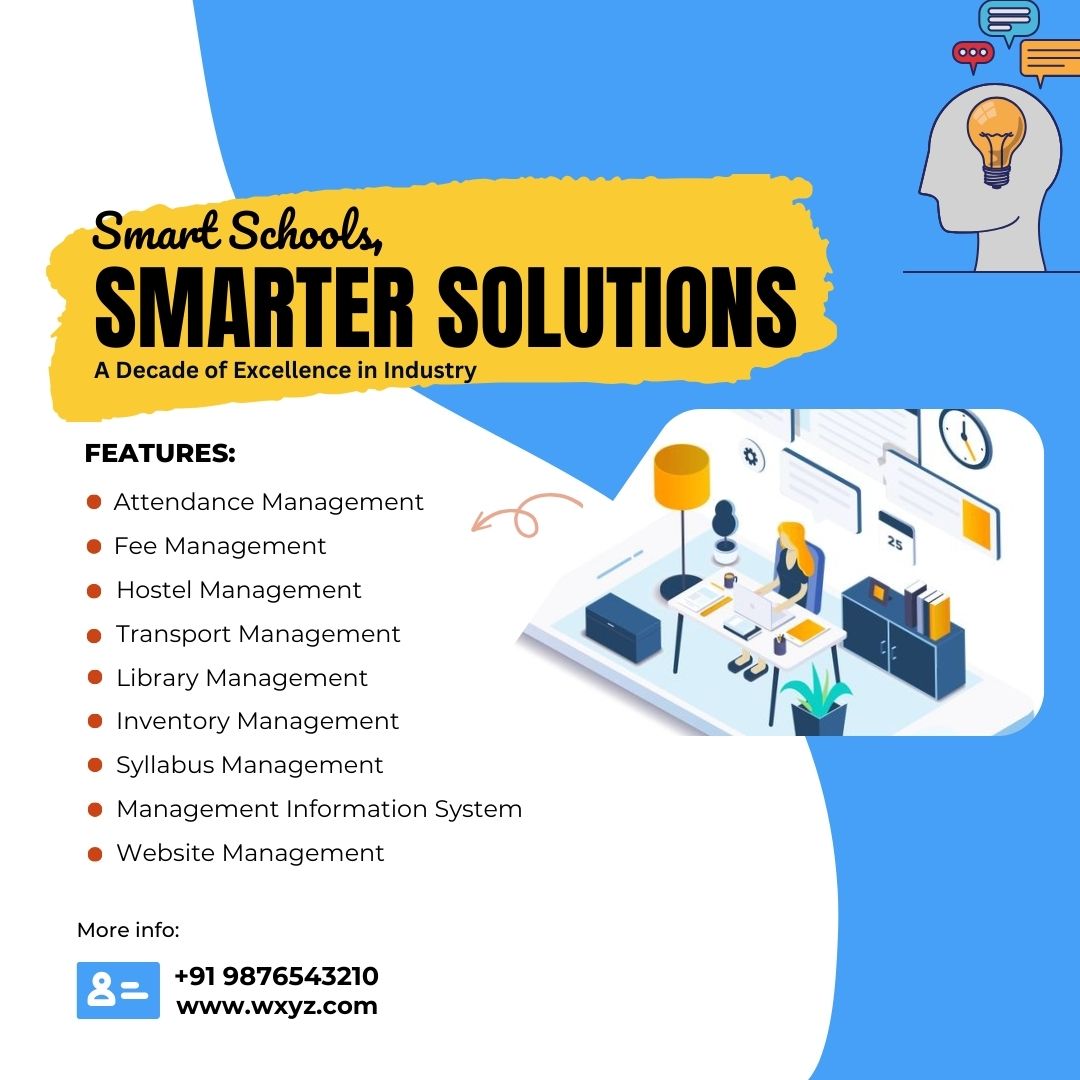 Smart Schools,
SMARTER SOLUTIONS
A Decade of Excellence in Industry
FEATURES:
Attendance Management
Fee Management
Hostel Management
Transport Management
Library Management
Inventory Management
Syllabus Management
Management Information System
Website Management
25
More info:
+91 9876543210
www.wxyz.com